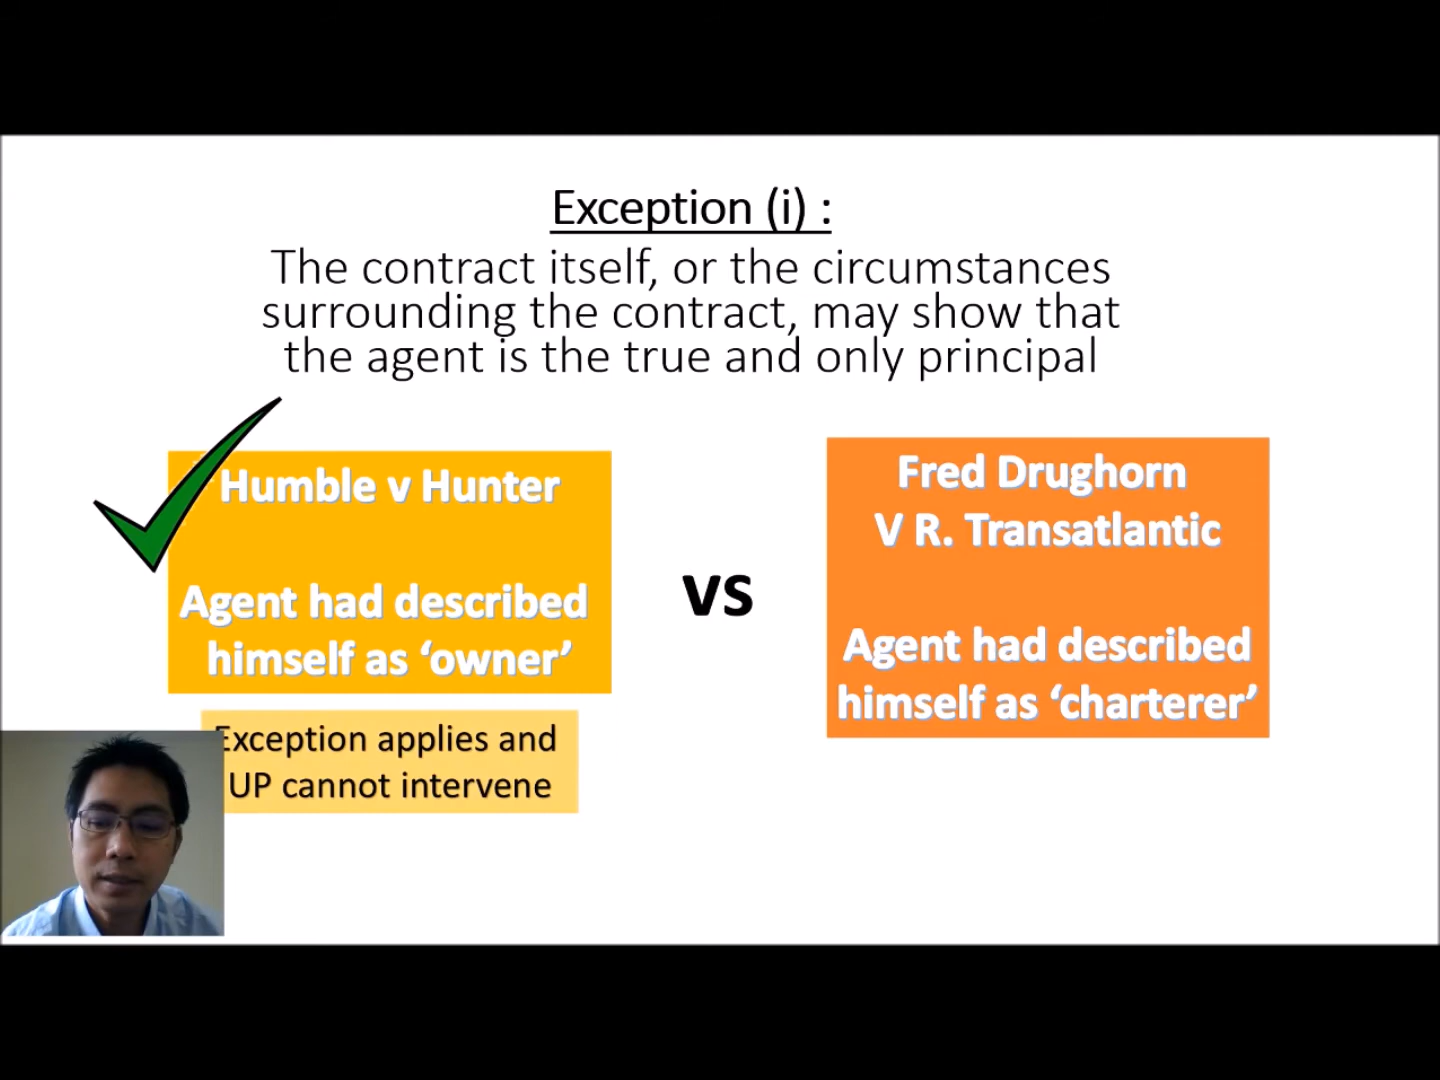 Exception (i) :
The contract itself, or the circumstances
surrounding the contract, may show that
the agent is the true and only principal
Humble v Hunter
Agent had described
himself as ‘owner’
Exception applies and
UP cannot intervene
vs
Fred Drughorn
V R. Transatlantic
Agent had described
himself as ‘charterer’